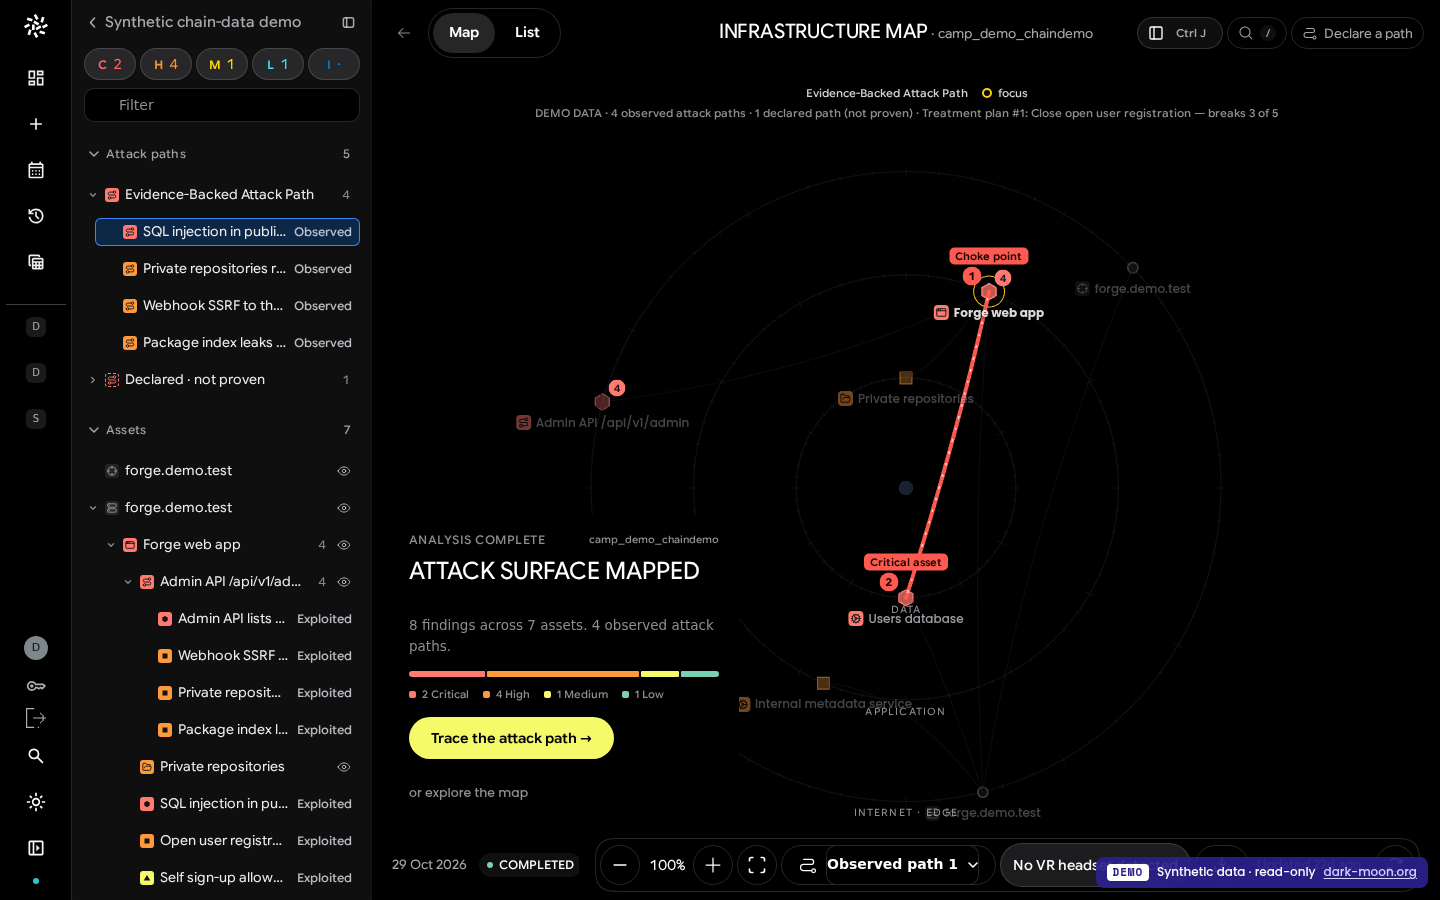 Synthetic chain-data demo
C 2
H 4
M 1
L 1
I ·
Filter
Attack paths 5
Evidence-Backed Attack Path 4
SQL injection in publi... Observed
Private repositories r... Observed
Webhook SSRF to th... Observed
Package index leaks ... Observed
Declared · not proven 1
Assets 7
forge.demo.test
forge.demo.test
Forge web app 4
Admin API /api/v1/ad... 4
Admin API lists ... Exploited
Webhook SSRF ... Exploited
Private reposit... Exploited
Package index l... Exploited
Private repositories
SQL injection in pu... Exploited
Open user registr... Exploited
Self sign-up allow... Exploited
D
D
S
D
Map
List
INFRASTRUCTURE MAP · camp_demo_chaindemo
Ctrl J
/
Declare a path
Evidence-Backed Attack Path
focus
DEMO DATA · 4 observed attack paths · 1 declared path (not proven) · Treatment plan #1: Close open user registration — breaks 3 of 5
Choke point
1
4
Forge web app
forge.demo.test
Private repositories
4
Admin API /api/v1/admin
Critical asset
2
DATA
Users database
Internal metadata service
APPLICATION
INTERNET · EDGE
forge.demo.test
ANALYSIS COMPLETE
camp_demo_chaindemo
ATTACK SURFACE MAPPED
8 findings across 7 assets. 4 observed attack
paths.
2 Critical
4 High
1 Medium
1 Low
Trace the attack path →
or explore the map
29 Oct 2026
COMPLETED
100%
Observed path 1
No VR headset
DEMO Synthetic data · read-only dark-moon.org